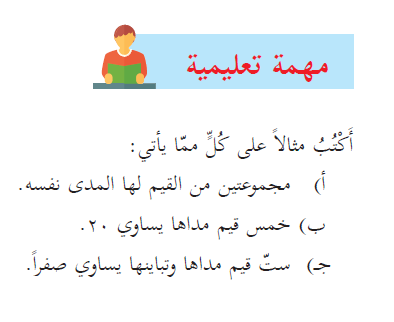 مهمة تعليمية
أَكْتُبُ مثالاً على كُلٍّ ممّا يأتي:
أ) مجموعتين من القيم لها المدى نفسه.
ب) خمس قيم مداها يساوي ٢٠.
جـ) ستّ قيم مداها وتباينها يساوي صفراً.